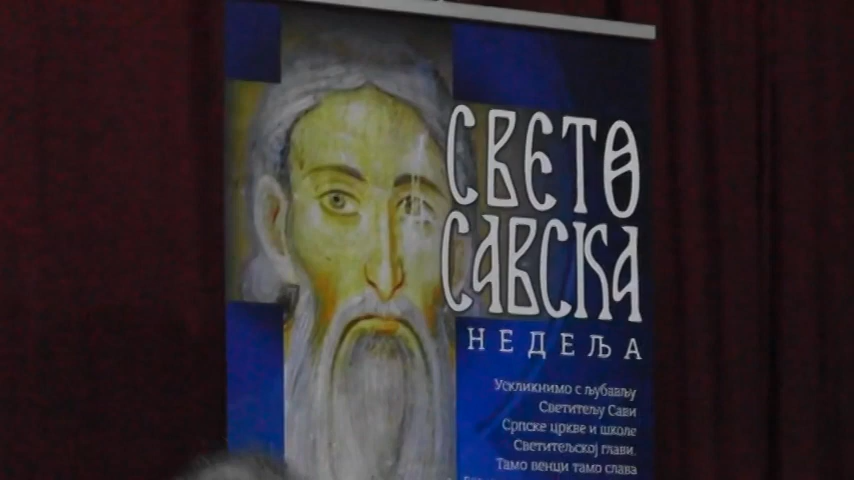 СВЕТО
САВСКА
НЕДЕЉА
Ускликнимо с љубављу
Светитељу Сави
Српске цркве и школе
Светитељској глави.
Тамо венци тамо слава